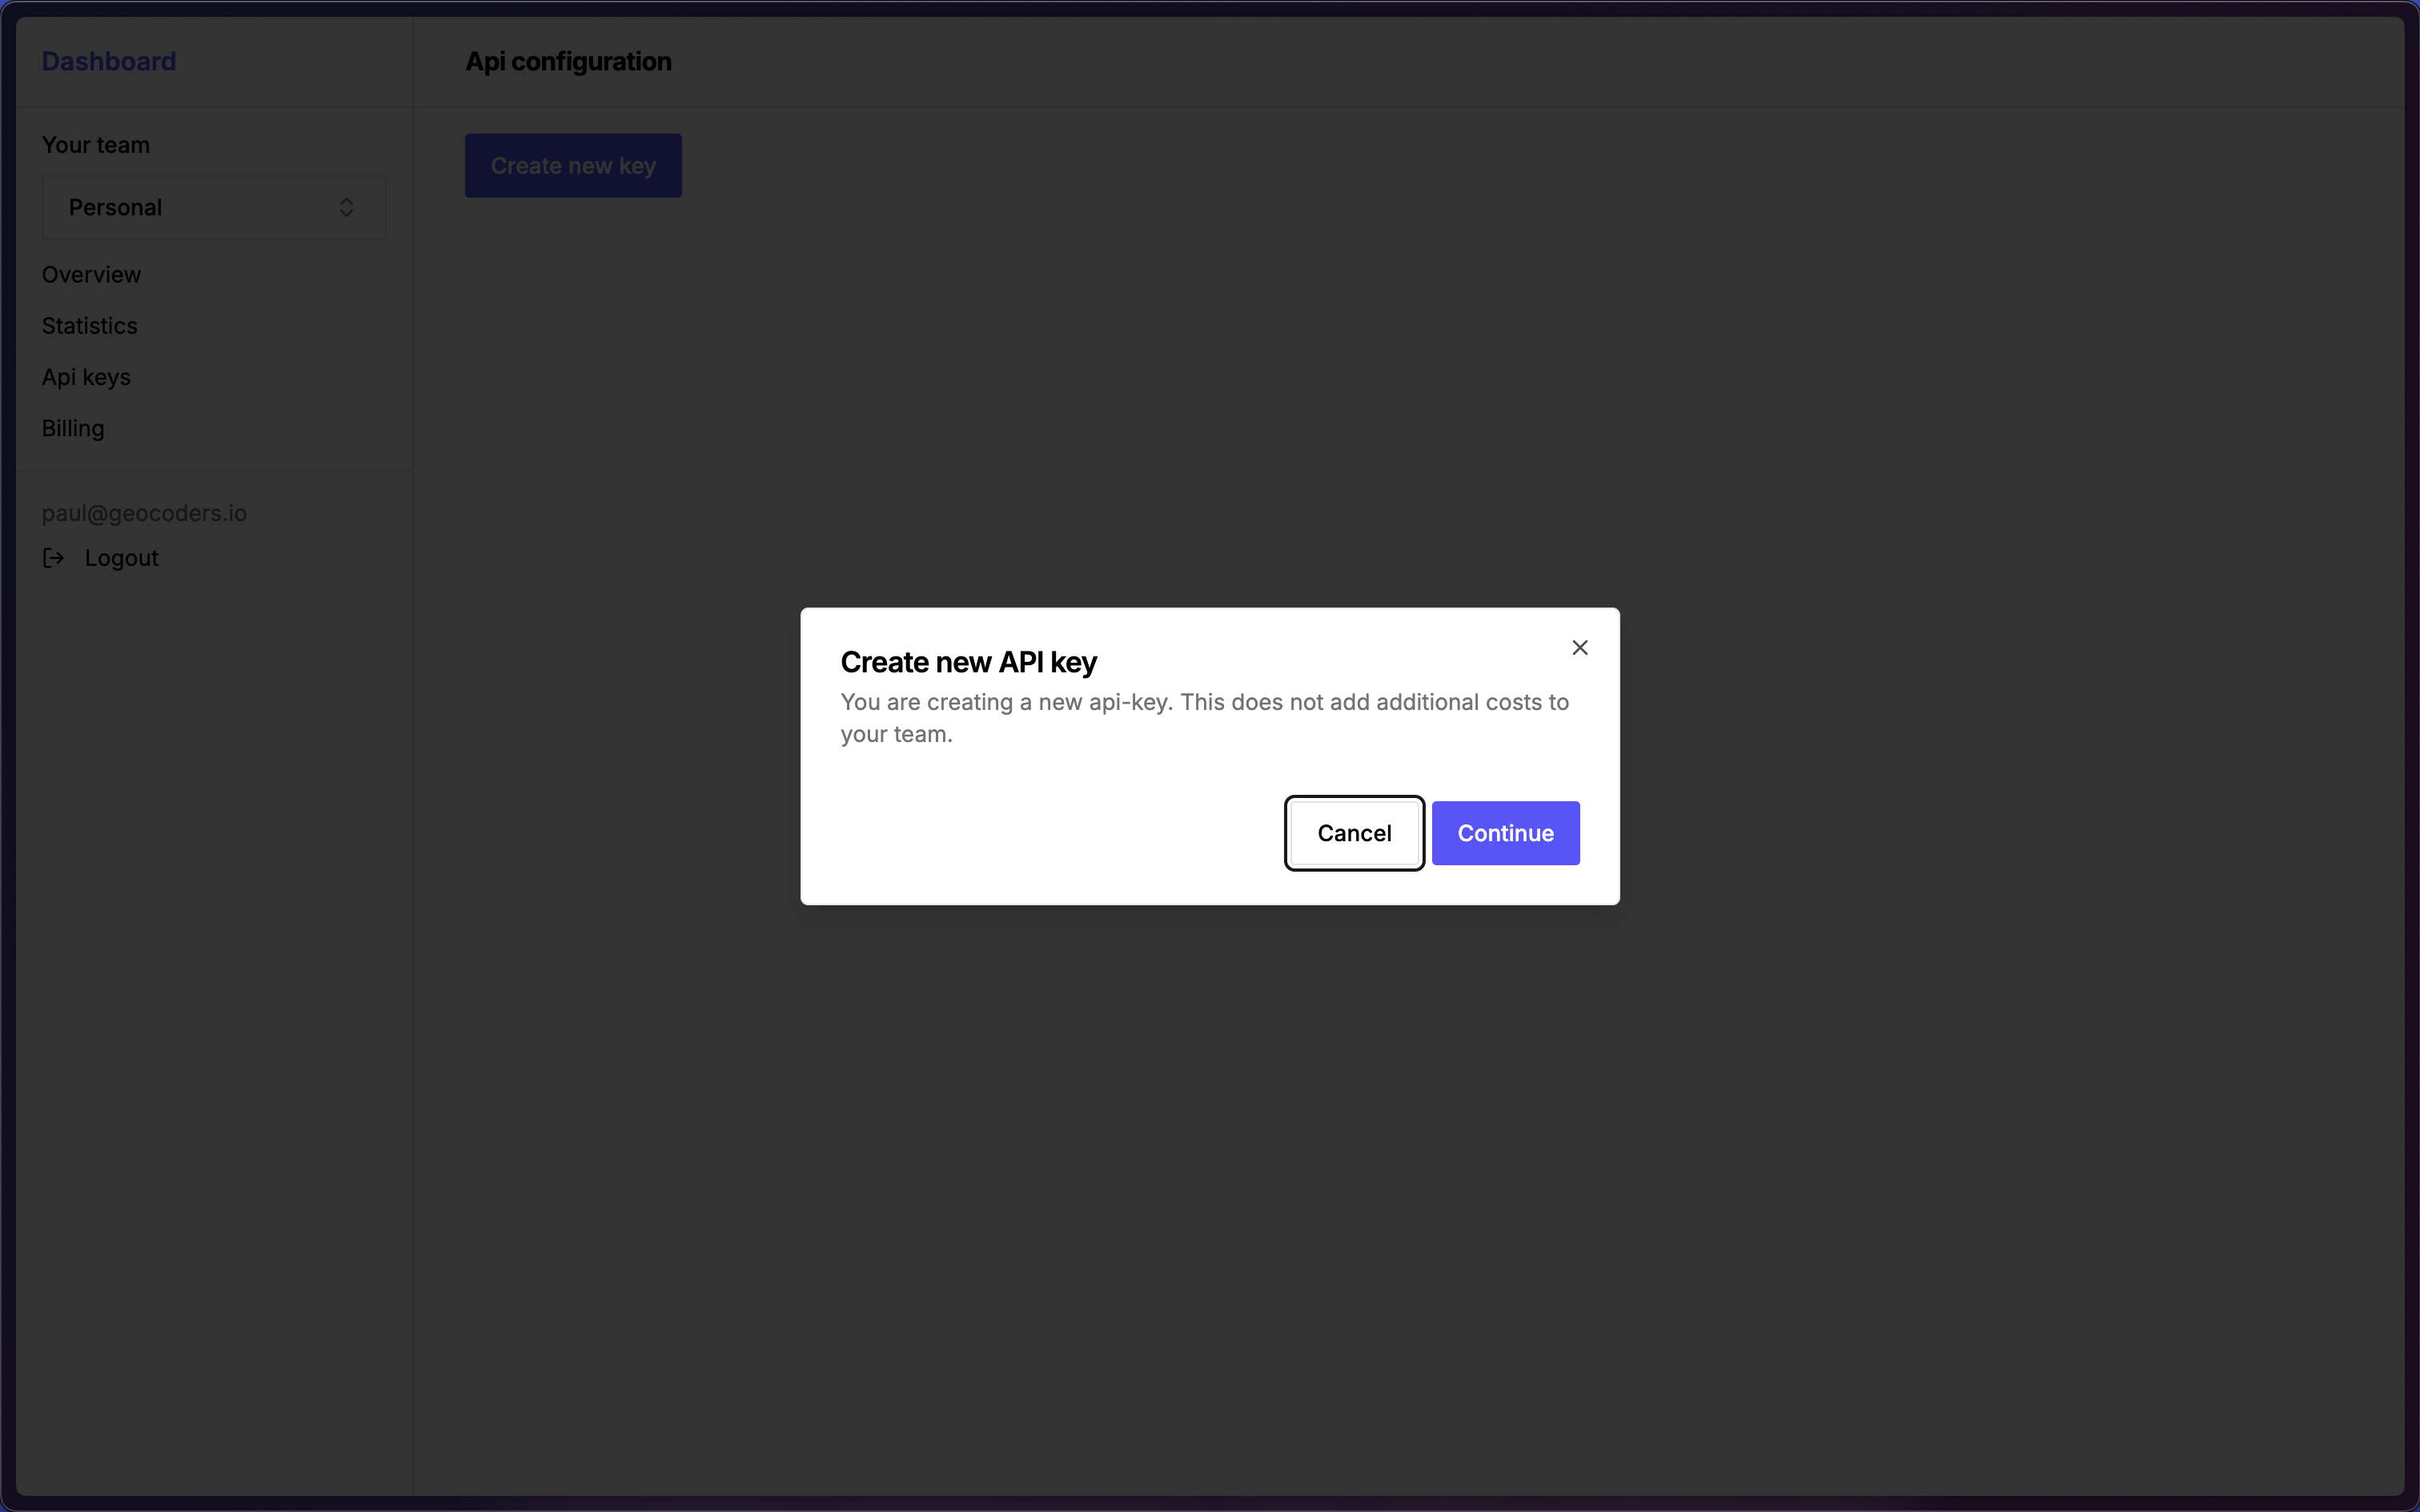 Dashboard
Api configuration
Your team
Create new key
Personal
Overview
Statistics
Api keys
Billing
paul@geocoders.io
Logout
Create new API key
You are creating a new api-key. This does not add additional costs to
your team.
Cancel
Continue